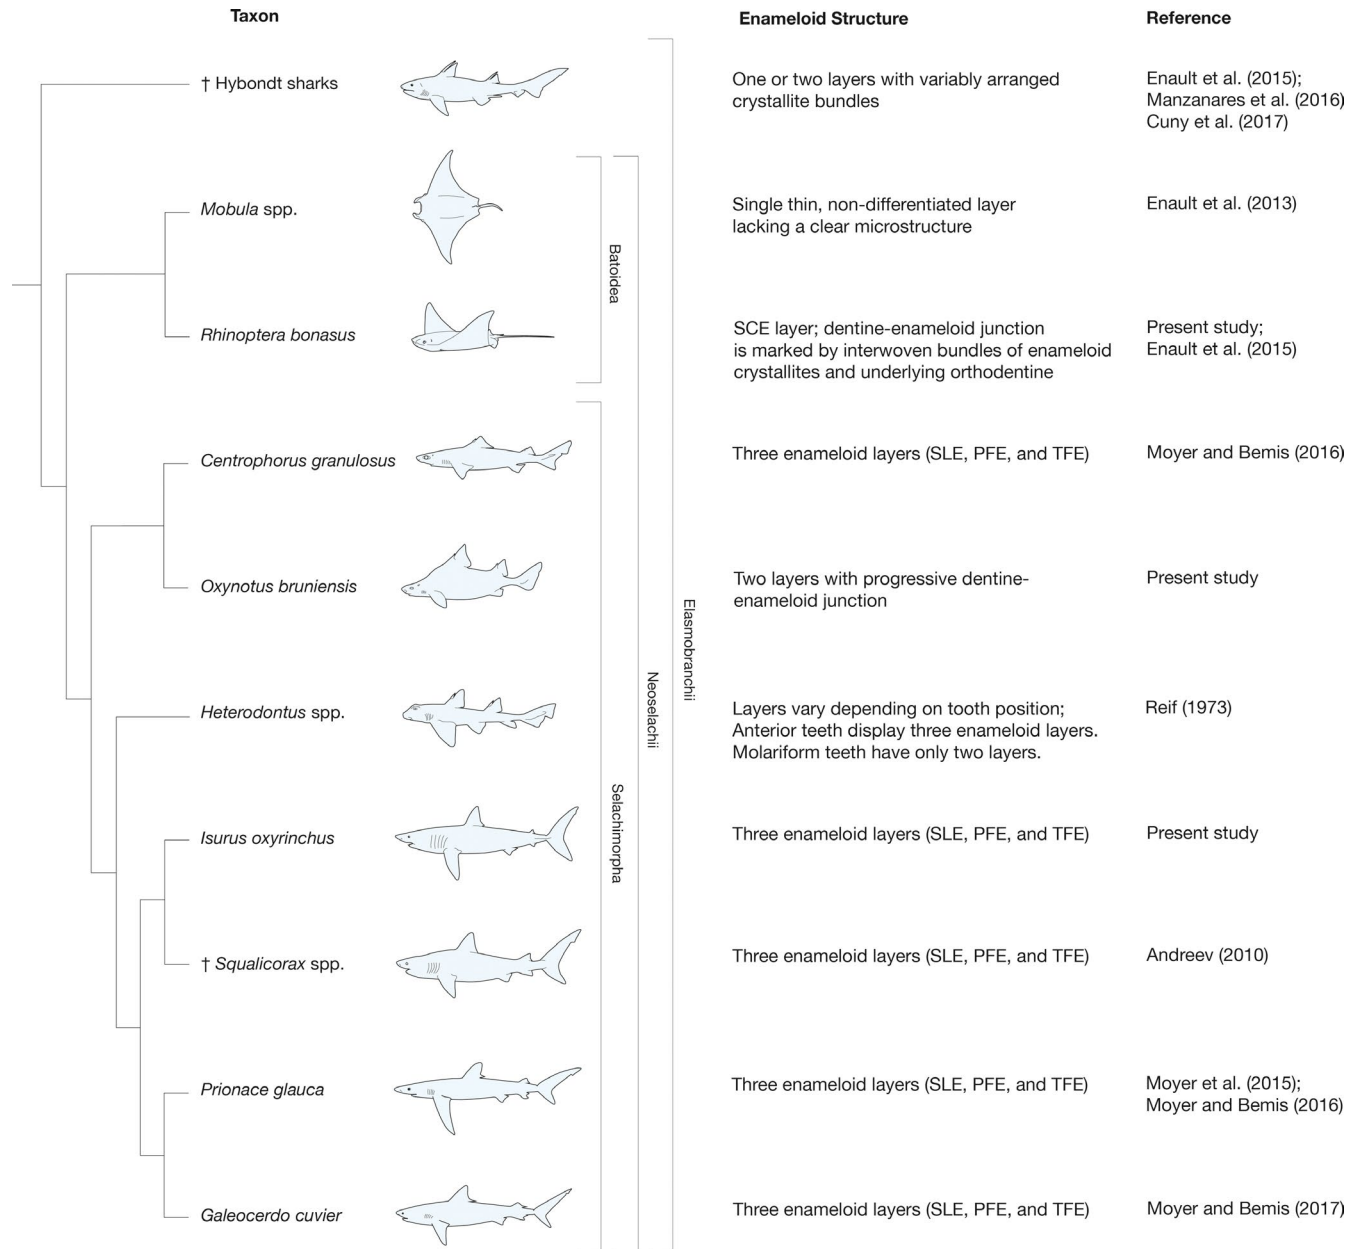 Taxon
Enameloid Structure
Reference
† Hybondt sharks
One or two layers with variably arranged
crystallite bundles
Enault et al. (2015);
Manzanares et al. (2016)
Cuny et al. (2017)
Mobula spp.
Single thin, non-differentiated layer
lacking a clear microstructure
Enault et al. (2013)
Batoidea
Rhinoptera bonasus
SCE layer; dentine-enameloid junction
is marked by interwoven bundles of enameloid
crystallites and underlying orthodentine
Present study;
Enault et al. (2015)
Centrophorus granulosus
Three enameloid layers (SLE, PFE, and TFE)
Moyer and Bemis (2016)
Oxynotus bruniensis
Two layers with progressive dentine-
enameloid junction
Present study
Elasmobranchii
Neoselachii
Selachimorpha
Heterodontus spp.
Layers vary depending on tooth position;
Anterior teeth display three enameloid layers.
Molariform teeth have only two layers.
Reif (1973)
Isurus oxyrinchus
Three enameloid layers (SLE, PFE, and TFE)
Present study
† Squalicorax spp.
Three enameloid layers (SLE, PFE, and TFE)
Andreev (2010)
Prionace glauca
Three enameloid layers (SLE, PFE, and TFE)
Moyer et al. (2015);
Moyer and Bemis (2016)
Galeocerdo cuvier
Three enameloid layers (SLE, PFE, and TFE)
Moyer and Bemis (2017)